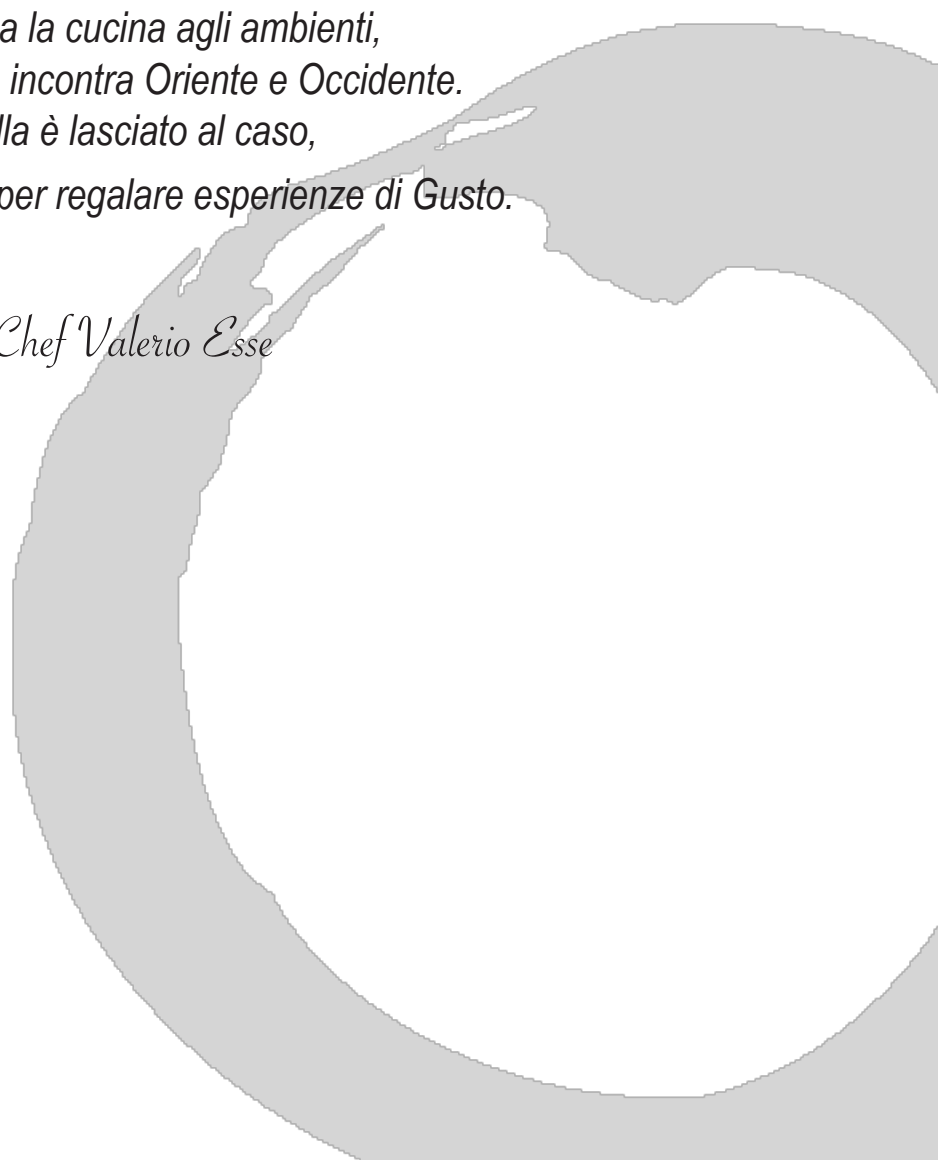 a la cucina agli ambienti,
incontra Oriente e Occidente.
lla è lasciato al caso,
per regalare esperienze di Gusto.
Chef Valerio Esse